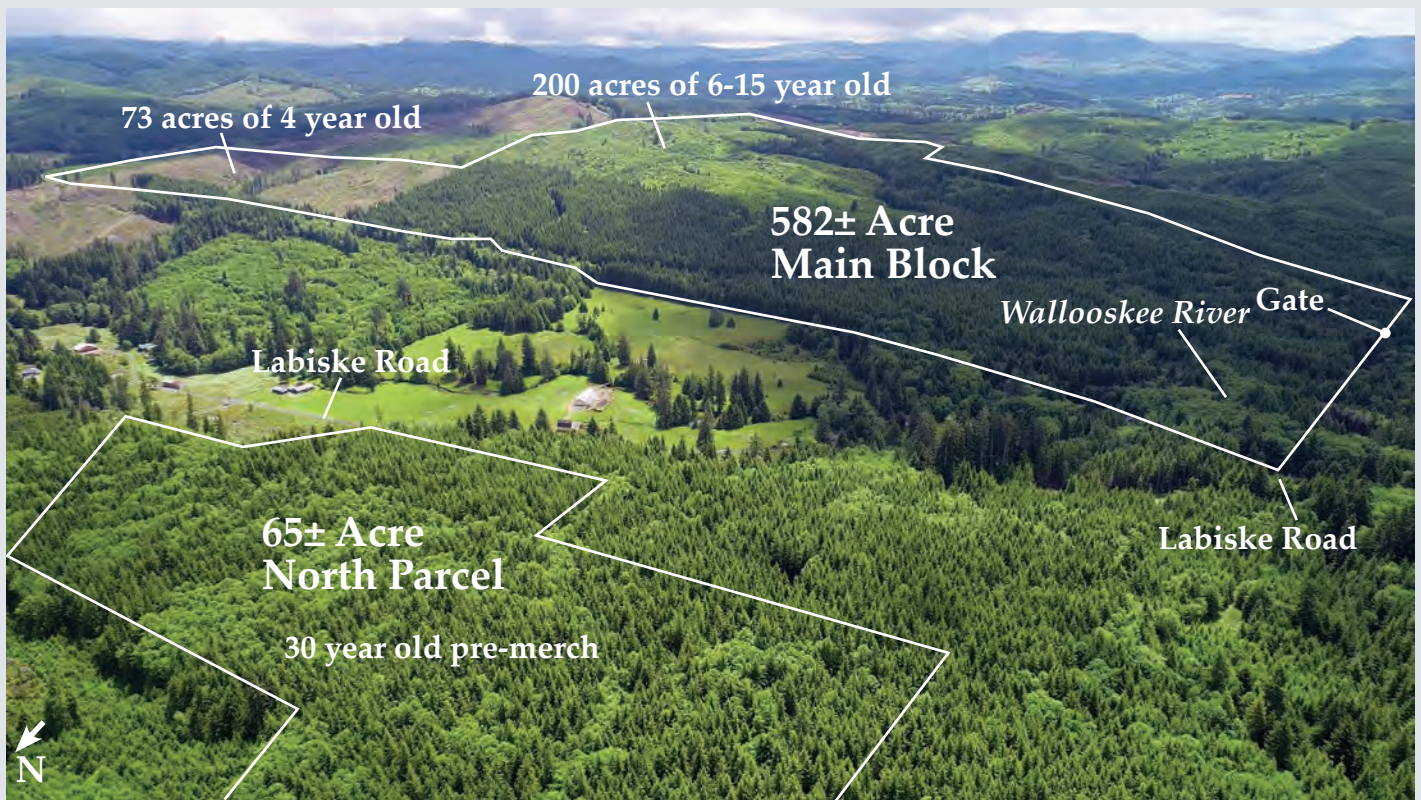 200 acres of 6-15 year old
73 acres of 4 year old
582± Acre
Main Block
Wallooskee River
Gate
Labiske Road
65± Acre
North Parcel
Labiske Road
30 year old pre-merch
N